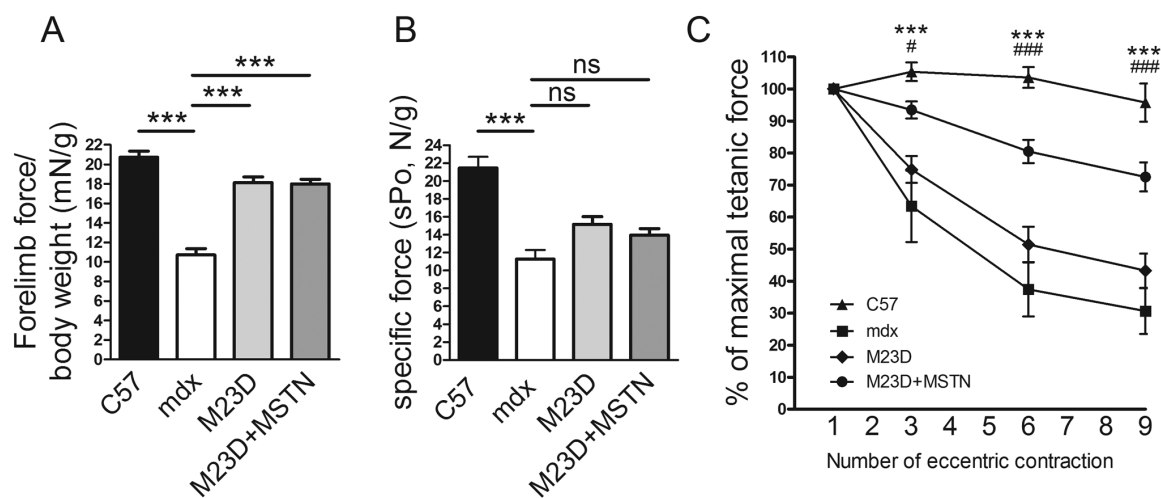 A
***
***
***
Forelimb force/
body weight (mN/g)
22
20
18
16
14
12
10
8
6
4
2
0
C57
mdx
M23D
M23D+MSTN
B
ns
ns
***
specific force (sPo, N/g)
24
22
20
18
16
14
12
10
8
6
4
2
0
C57
mdx
M23D
M23D+MSTN
C
***
#
***
###
***
###
% of maximal tetanic force
110
100
90
80
70
60
50
40
30
20
10
0
C57
mdx
M23D
M23D+MSTN
1 2 3 4 5 6 7 8 9
Number of eccentric contraction